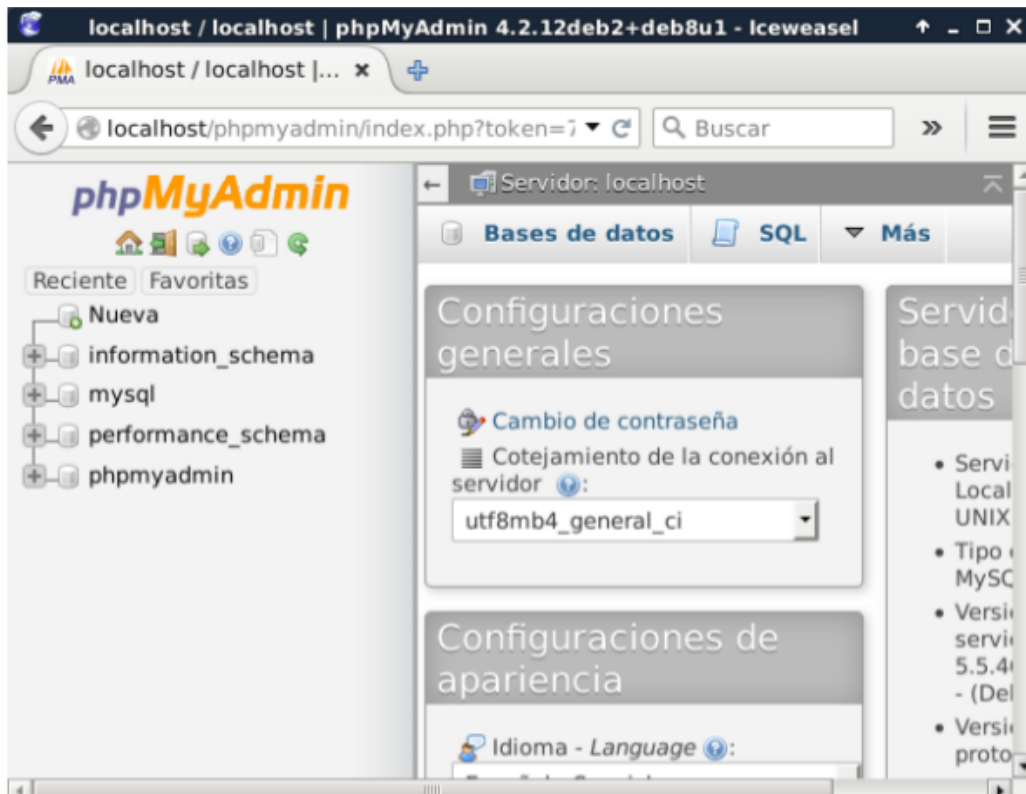 localhost / localhost | phpMyAdmin 4.2.12deb2+deb8u1 - Iceweasel
localhost / localhost |...
localhost/phpmyadmin/index.php?token=
Buscar
phpMyAdmin
Reciente Favoritas
Nueva
information_schema
mysql
performance_schema
phpmyadmin
Servidor: localhost
Bases de datos SQL Más
Configuraciones
generales
Cambio de contraseña
Cotejamiento de la conexión al
servidor :
utf8mb4_general_ci
Configuraciones de
apariencia
Idioma - Language :
Servid
base d
datos
• Servi
Local
UNIX
• Tipo
MySQ
• Versi
servi
5.5.4
- (Del
• Versi
proto